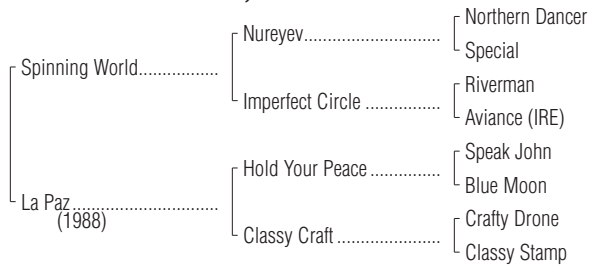 Northern Dancer
Nureyev
Special
Spinning World
Riverman
Imperfect Circle
Aviance (IRE)
Speak John
Hold Your Peace
Blue Moon
La Paz
(1988)
Crafty Drone
Classy Craft
Classy Stamp